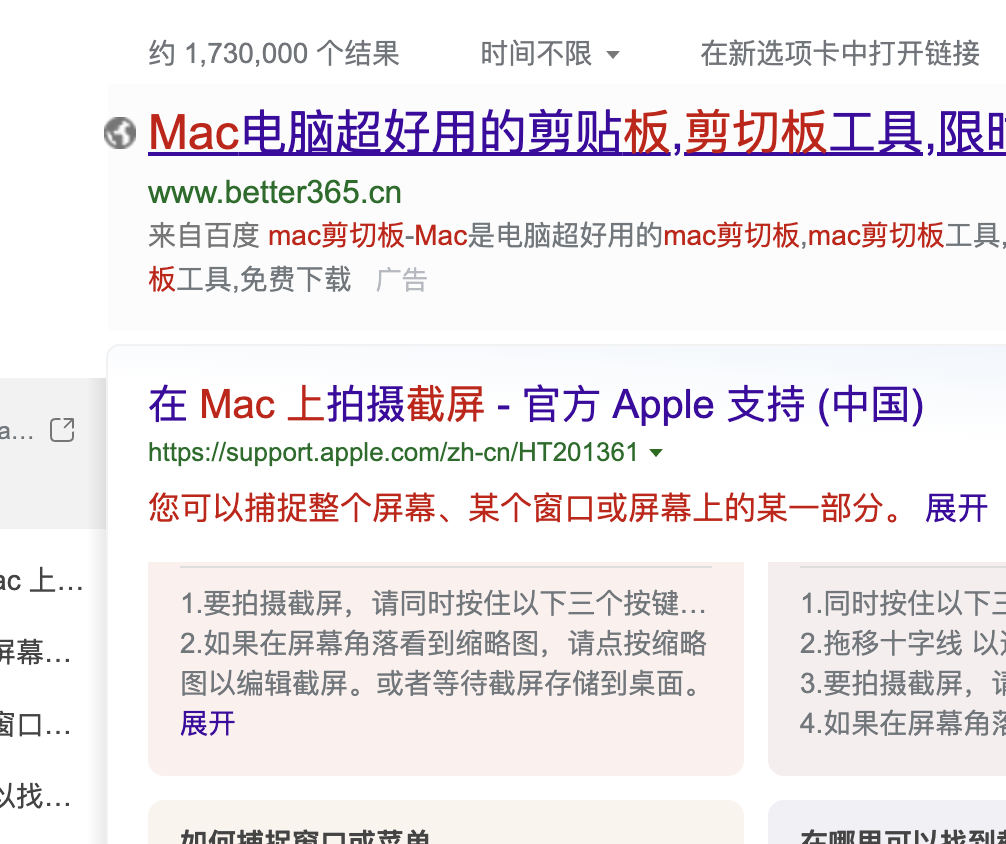 约 1,730,000 个结果
时间不限
在新选项卡中打开链接
Mac电脑超好用的剪贴板,剪切板工具,限时
www.better365.cn
来自百度 mac剪切板-Mac是电脑超好用的mac剪切板,mac剪切板工具,
板工具,免费下载 广告
在 Mac 上拍摄截屏 - 官方 Apple 支持 (中国)
https://support.apple.com/zh-cn/HT201361
您可以捕捉整个屏幕、某个窗口或屏幕上的某一部分。 展开
1.要拍摄截屏，请同时按住以下三个按键...
2.如果在屏幕角落看到缩略图，请点按缩略
图以编辑截屏。或者等待截屏存储到桌面。
展开
1.同时按住以下三
2.拖移十字线 以
3.要拍摄截屏，请
4.如果在屏幕角落
如何捕捉窗口或菜单
在哪里可以找到
a...
ac 上...
屏幕...
窗口...
以找...